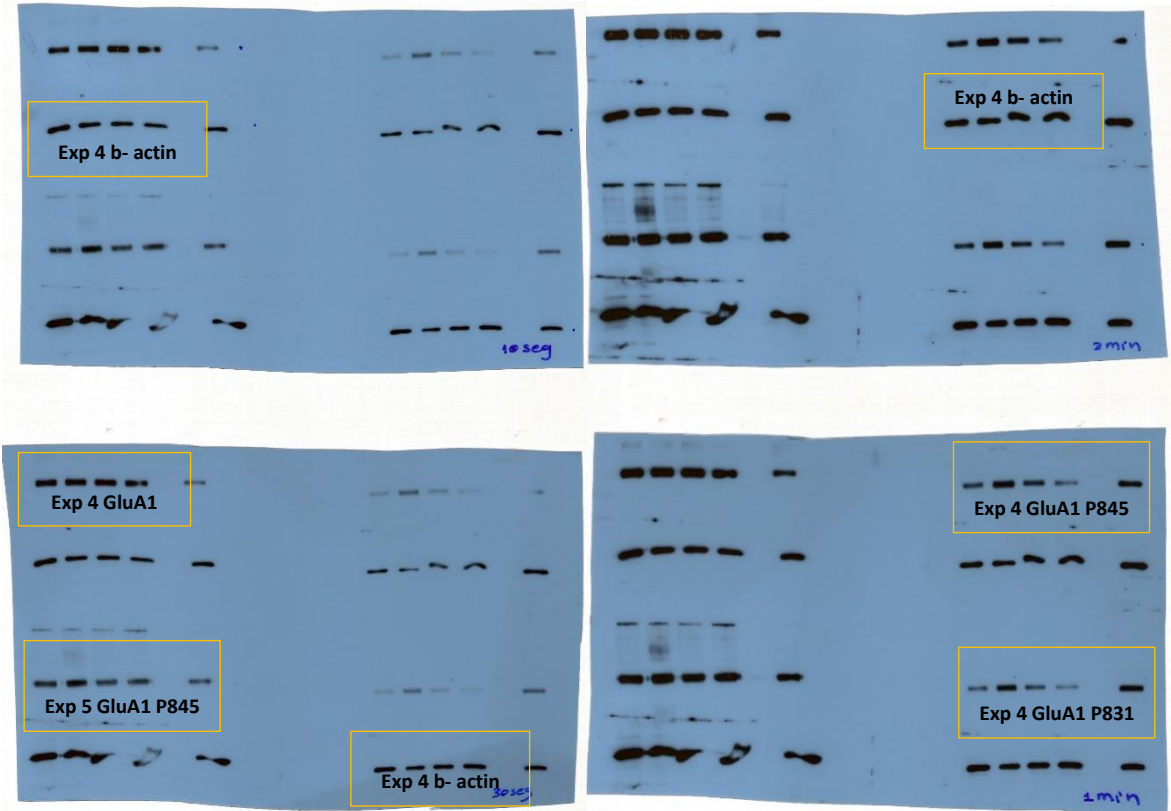 Exp 4 b- actin
10 seg
Exp 4 b- actin
2 min
Exp 4 GluA1
Exp 5 GluA1 P845
Exp 4 b- actin
30 seg
Exp 4 GluA1 P845
Exp 4 GluA1 P831
1 min